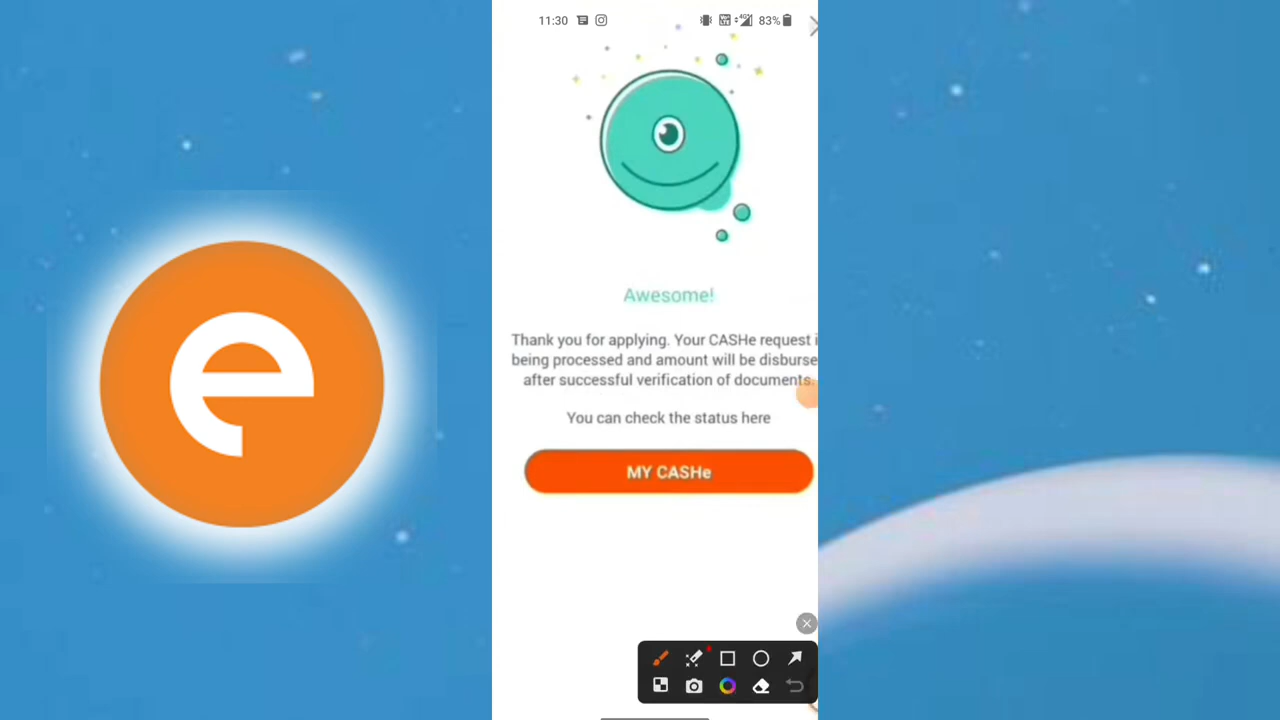 11:30
83%
e
Awesome!
Thank you for applying. Your CASHe request i
being processed and amount will be disburse
after successful verification of documents.
You can check the status here
MY CASHe